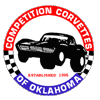 COMPETITION CORVETTES
ESTABLISHED 1995
OF OKLAHOMA